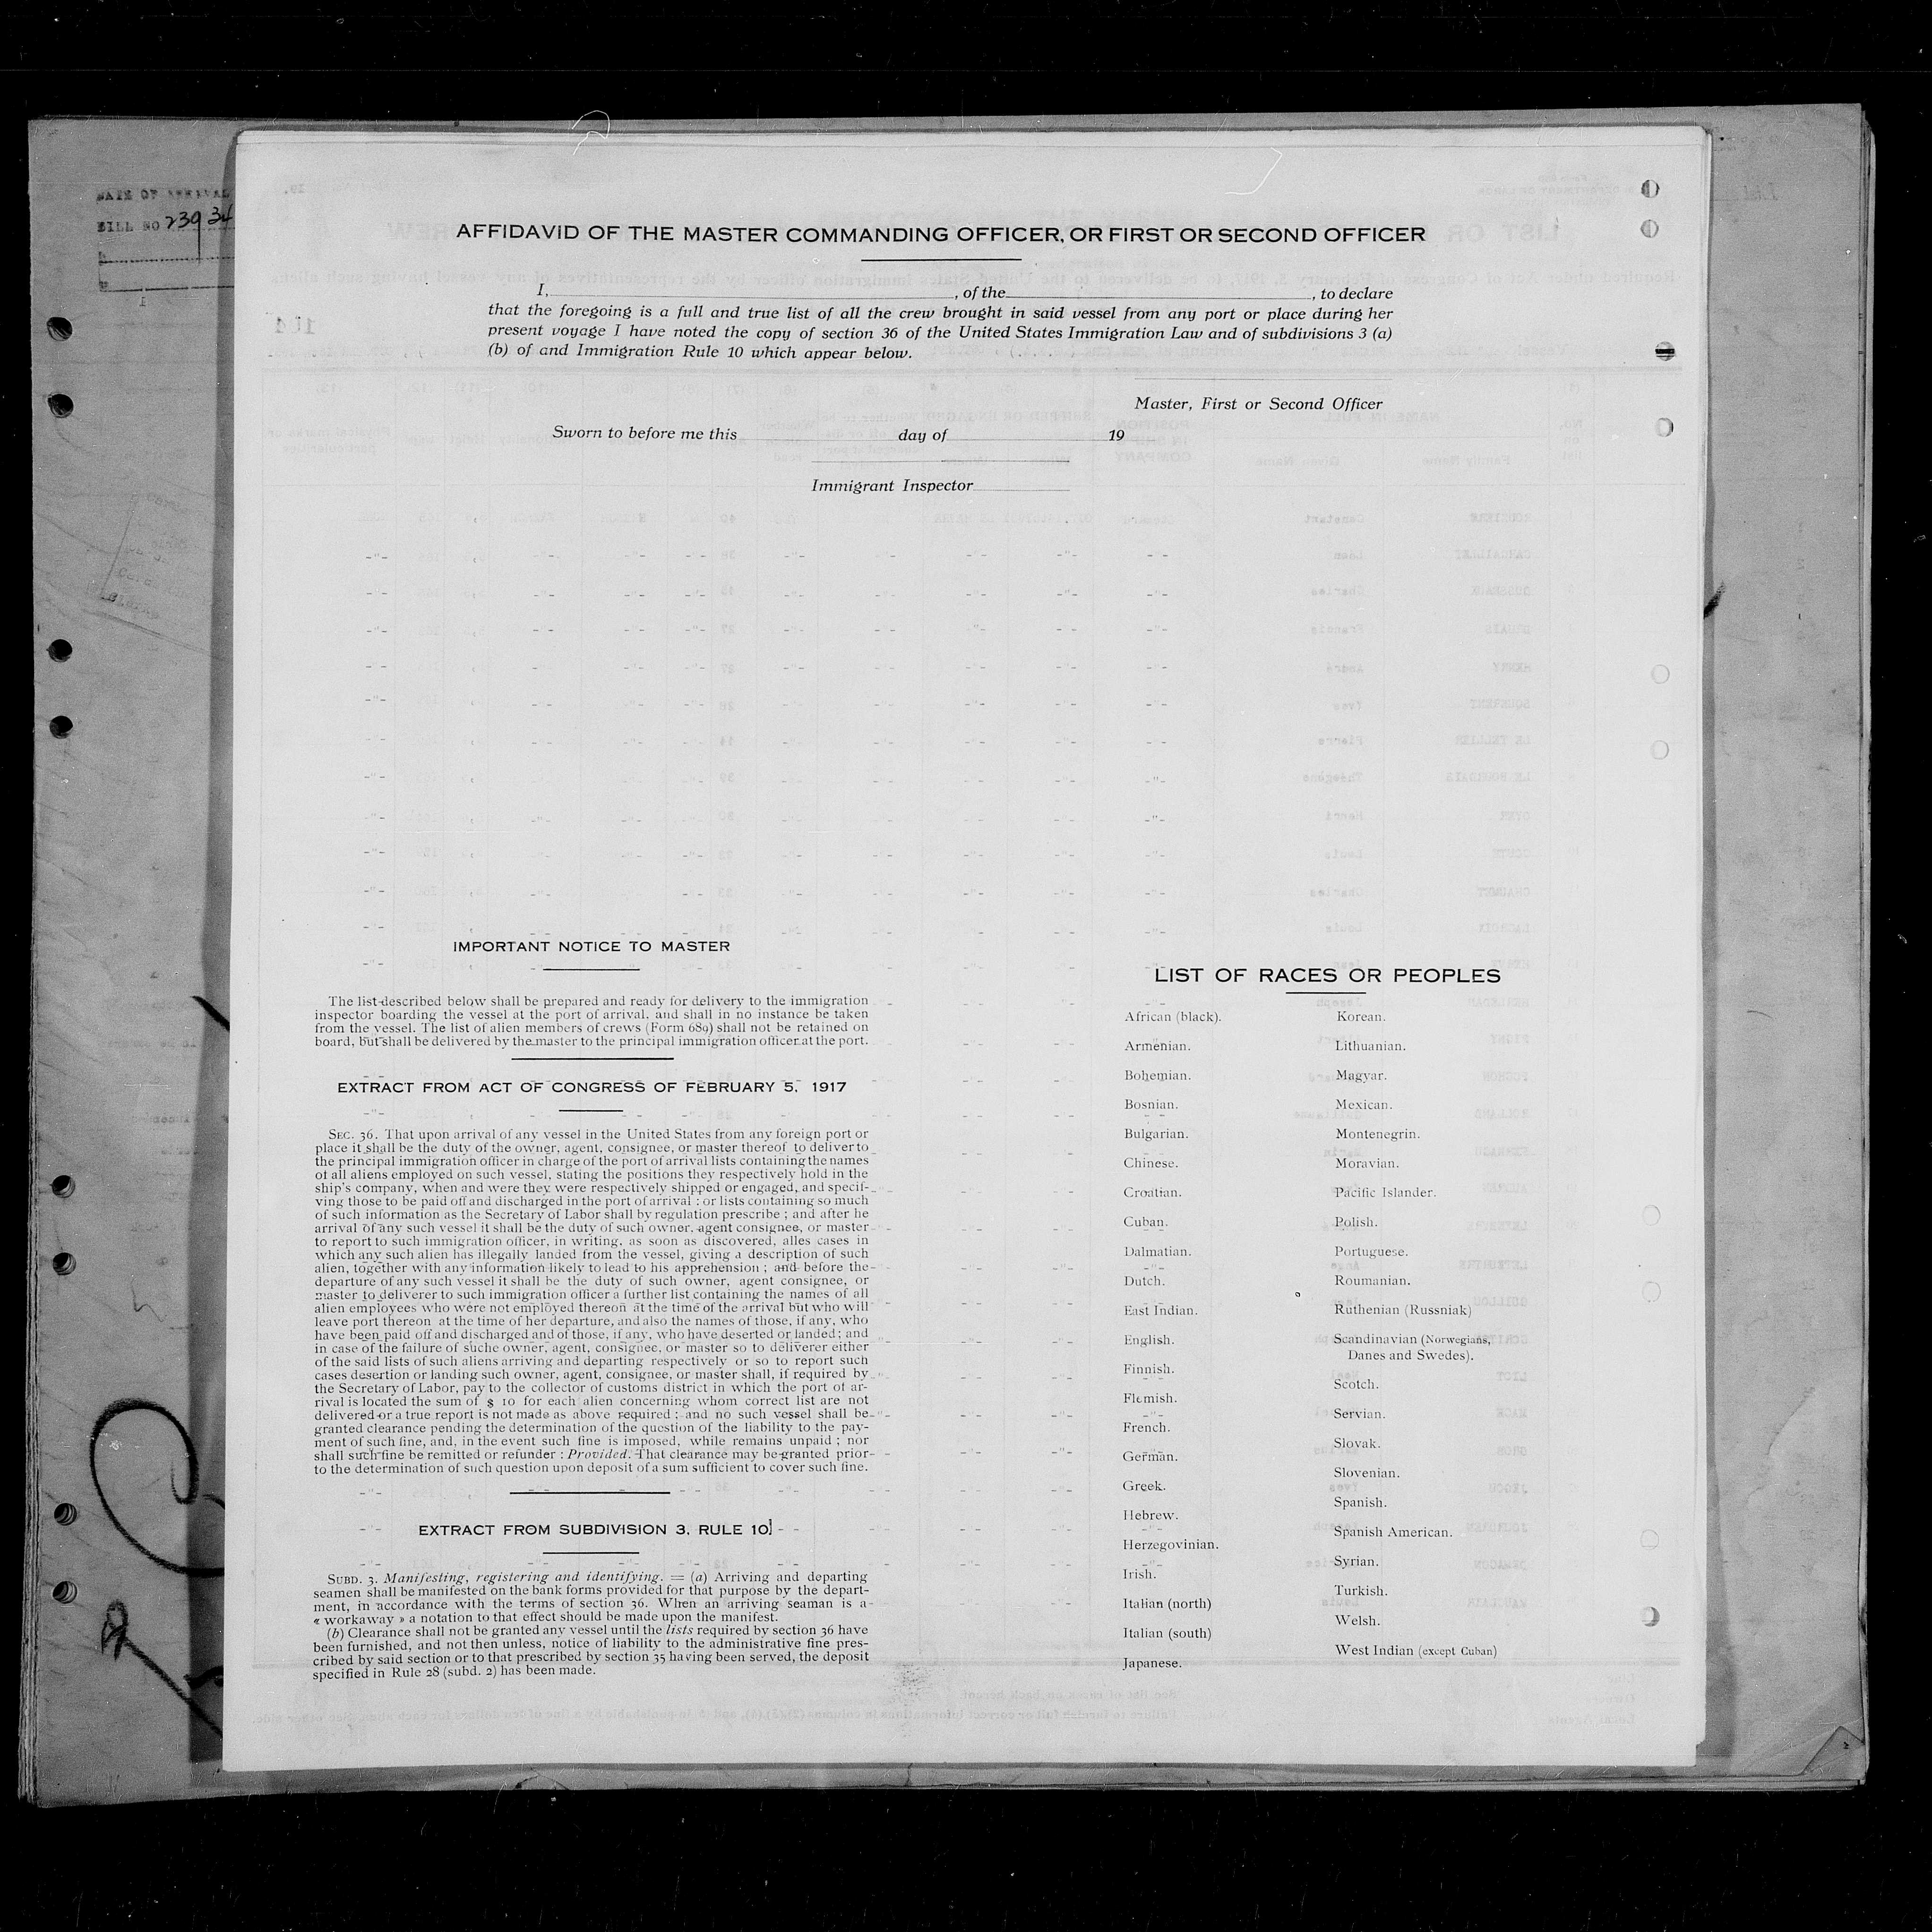 DATE OF ARRIVAL
BILL NO 23934
AFFIDAVID OF THE MASTER COMMANDING OFFICER, OR FIRST OR SECOND OFFICER
I, , of the , to declare
that the foregoing is a full and true list of all the crew brought in said vessel from any port or place during her
present voyage I have noted the copy of section 36 of the United States Immigration Law and of subdivisions 3 (a)
(b) of and Immigration Rule 10 which appear below.
Master, First or Second Officer
Sworn to before me this day of 19
Immigrant Inspector
IMPORTANT NOTICE TO MASTER
The list described below shall be prepared and ready for delivery to the immigration
inspector boarding the vessel at the port of arrival, and shall in no instance be taken
from the vessel. The list of alien members of crews (Form 689) shall not be retained on
board, but shall be delivered by the master to the principal immigration officer at the port.
EXTRACT FROM ACT OF CONGRESS OF FEBRUARY 5, 1917
SEC. 36. That upon arrival of any vessel in the United States from any foreign port or
place it shall be the duty of the owner, agent, consignee, or master thereof to deliver to
the principal immigration officer in charge of the port of arrival lists containing the names
of all aliens employed on such vessel, stating the positions they respectively hold in the
ship's company, when and were they were respectively shipped or engaged, and specif-
ving those to be paid off and discharged in the port of arrival : or lists containing so much
of such information as the Secretary of Labor shall by regulation prescribe ; and after he
arrival of any such vessel it shall be the duty of such owner, agent consignee, or master
to report to such immigration officer, in writing, as soon as discovered, alles cases in
which any such alien has illegally landed from the vessel, giving a description of such
alien, together with any information likely to lead to his apprehension ; and before the
departure of any such vessel it shall be the duty of such owner, agent consignee, or
master to deliverer to such immigration officer a further list containing the names of all
alien employees who were not employed thereon at the time of the arrival but who will
leave port thereon at the time of her departure, and also the names of those, if any, who
have been paid off and discharged and of those, if any, who have deserted or landed ; and
in case of the failure of suche owner, agent, consignee, or master so to deliverer either
of the said lists of such aliens arriving and departing respectively or so to report such
cases desertion or landing such owner, agent, consignee, or master shall, if required by
the Secretary of Labor, pay to the collector of customs district in which the port of ar-
rival is located the sum of $ 10 for each alien concerning whom correct list are not
delivered or a true report is not made as above required ; and no such vessel shall be
granted clearance pending the determination of the question of the liability to the pay-
ment of such fine, and, in the event such fine is imposed, while remains unpaid ; nor
shall such fine be remitted or refunder : Provided. That clearance may be granted prior
to the determination of such question upon deposit of a sum sufficient to cover such fine.
EXTRACT FROM SUBDIVISION 3, RULE 10
SUBD. 3. Manifesting, registering and identifying. = (a) Arriving and departing
seamen shall be manifested on the bank forms provided for that purpose by the depart-
ment, in accordance with the terms of section 36. When an arriving seaman is a
« workaway » a notation to that effect should be made upon the manifest.
(b) Clearance shall not be granted any vessel until the lists required by section 36 have
been furnished, and not then unless, notice of liability to the administrative fine pres-
cribed by said section or to that prescribed by section 35 having been served, the deposit
specified in Rule 28 (subd. 2) has been made.
LIST OF RACES OR PEOPLES
African (black).
Armenian.
Bohemian.
Bosnian.
Bulgarian.
Chinese.
Croatian.
Cuban.
Dalmatian.
Dutch.
East Indian.
English.
Finnish.
Flemish.
French.
German.
Greek.
Hebrew.
Herzegovinian.
Irish.
Italian (north)
Italian (south)
Japanese.
Korean.
Lithuanian.
Magyar.
Mexican.
Montenegrin.
Moravian.
Pacific Islander.
Polish.
Portuguese.
Roumanian.
Ruthenian (Russniak)
Scandinavian (Norwegians,
Danes and Swedes).
Scotch.
Servian.
Slovak.
Slovenian.
Spanish.
Spanish American.
Syrian.
Turkish.
Welsh.
West Indian (except Cuban)